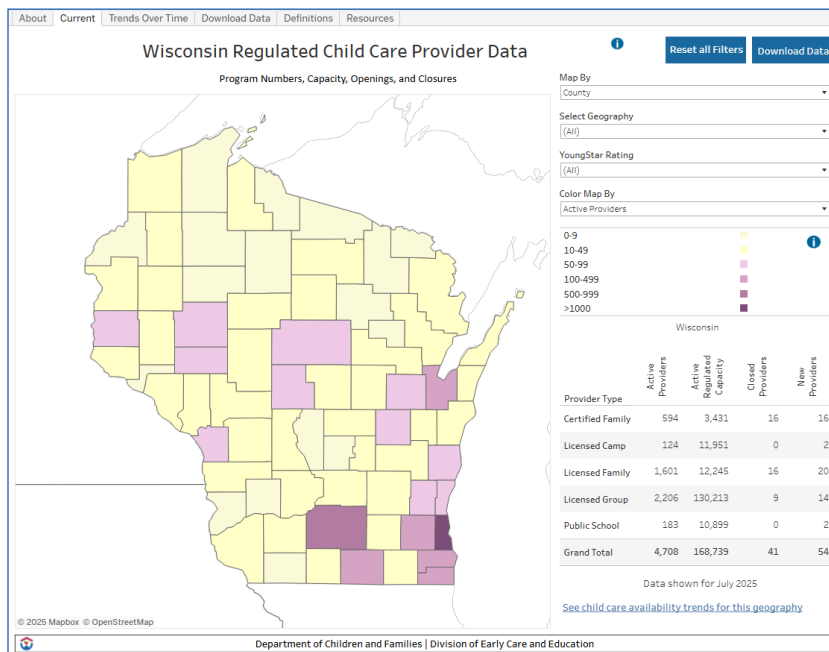 About Current Trends Over Time Download Data Definitions Resources
Wisconsin Regulated Child Care Provider Data
Program Numbers, Capacity, Openings, and Closures
i
Reset all Filters
Download Data
Map By
County
Select Geography
(All)
YoungStar Rating
(All)
Color Map By
Active Providers
0-9
10-49
50-99
100-499
500-999
>1000
i
Wisconsin
Provider Type Active Providers Active Regulated Capacity Closed Providers New Providers
Certified Family 594 3,431 16 16
Licensed Camp 124 11,951 0 2
Licensed Family 1,601 12,245 16 20
Licensed Group 2,206 130,213 9 14
Public School 183 10,899 0 2
Grand Total 4,708 168,739 41 54
Data shown for July 2025
See child care availability trends for this geography
© 2025 Mapbox © OpenStreetMap
Department of Children and Families | Division of Early Care and Education